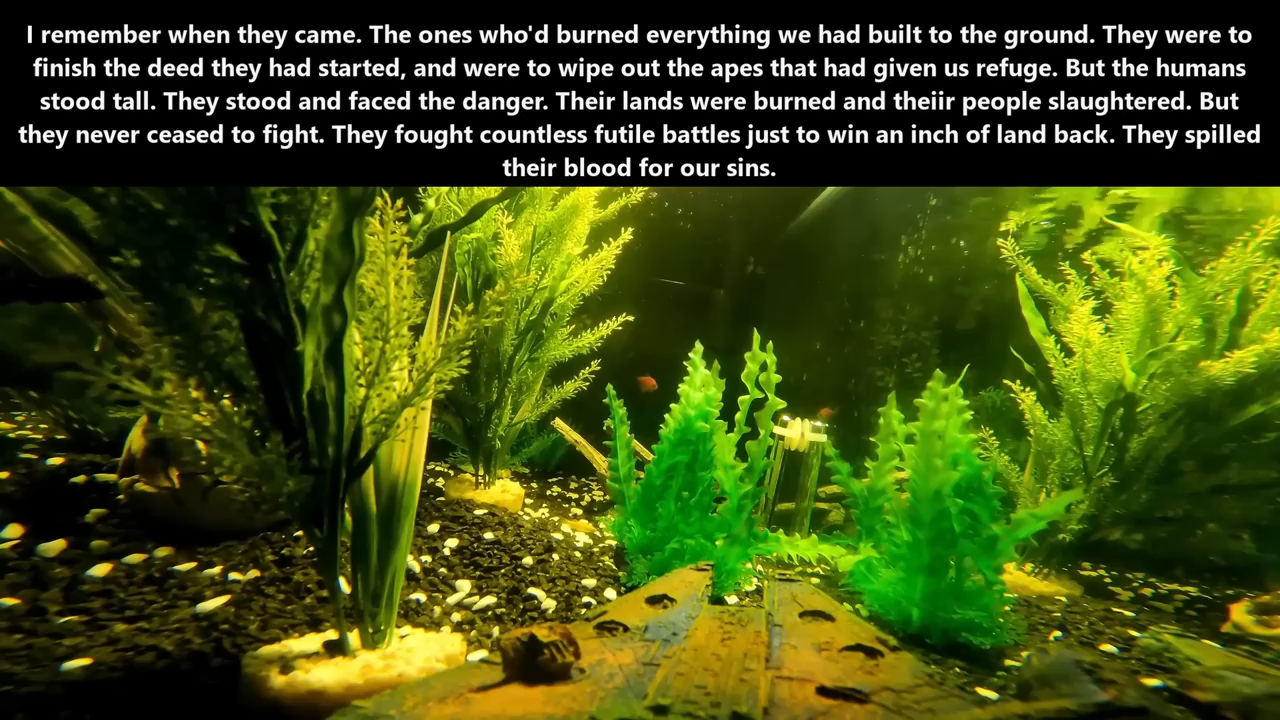 I remember when they came. The ones who'd burned everything we had built to the ground. They were to
finish the deed they had started, and were to wipe out the apes that had given us refuge. But the humans
stood tall. They stood and faced the danger. Their lands were burned and theiir people slaughtered. But
they never ceased to fight. They fought countless futile battles just to win an inch of land back. They spilled
their blood for our sins.